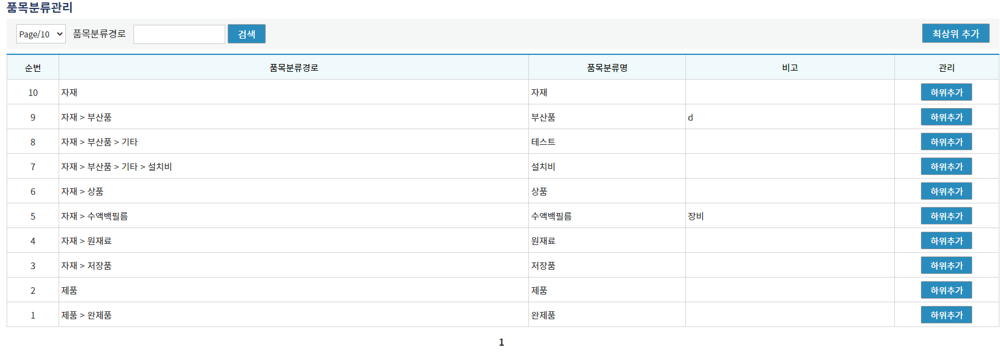 품목분류관리
Page/10 품목분류경로 검색 최상위 추가
순번 품목분류경로 품목분류명 비고 관리
10 자재 자재 하위추가
9 자재 > 부산품 부산품 d 하위추가
8 자재 > 부산품 > 기타 테스트 하위추가
7 자재 > 부산품 > 기타 > 설치비 설치비 하위추가
6 자재 > 상품 상품 하위추가
5 자재 > 수액백필름 수액백필름 장비 하위추가
4 자재 > 원재료 원재료 하위추가
3 자재 > 저장품 저장품 하위추가
2 제품 제품 하위추가
1 제품 > 완제품 완제품 하위추가
1